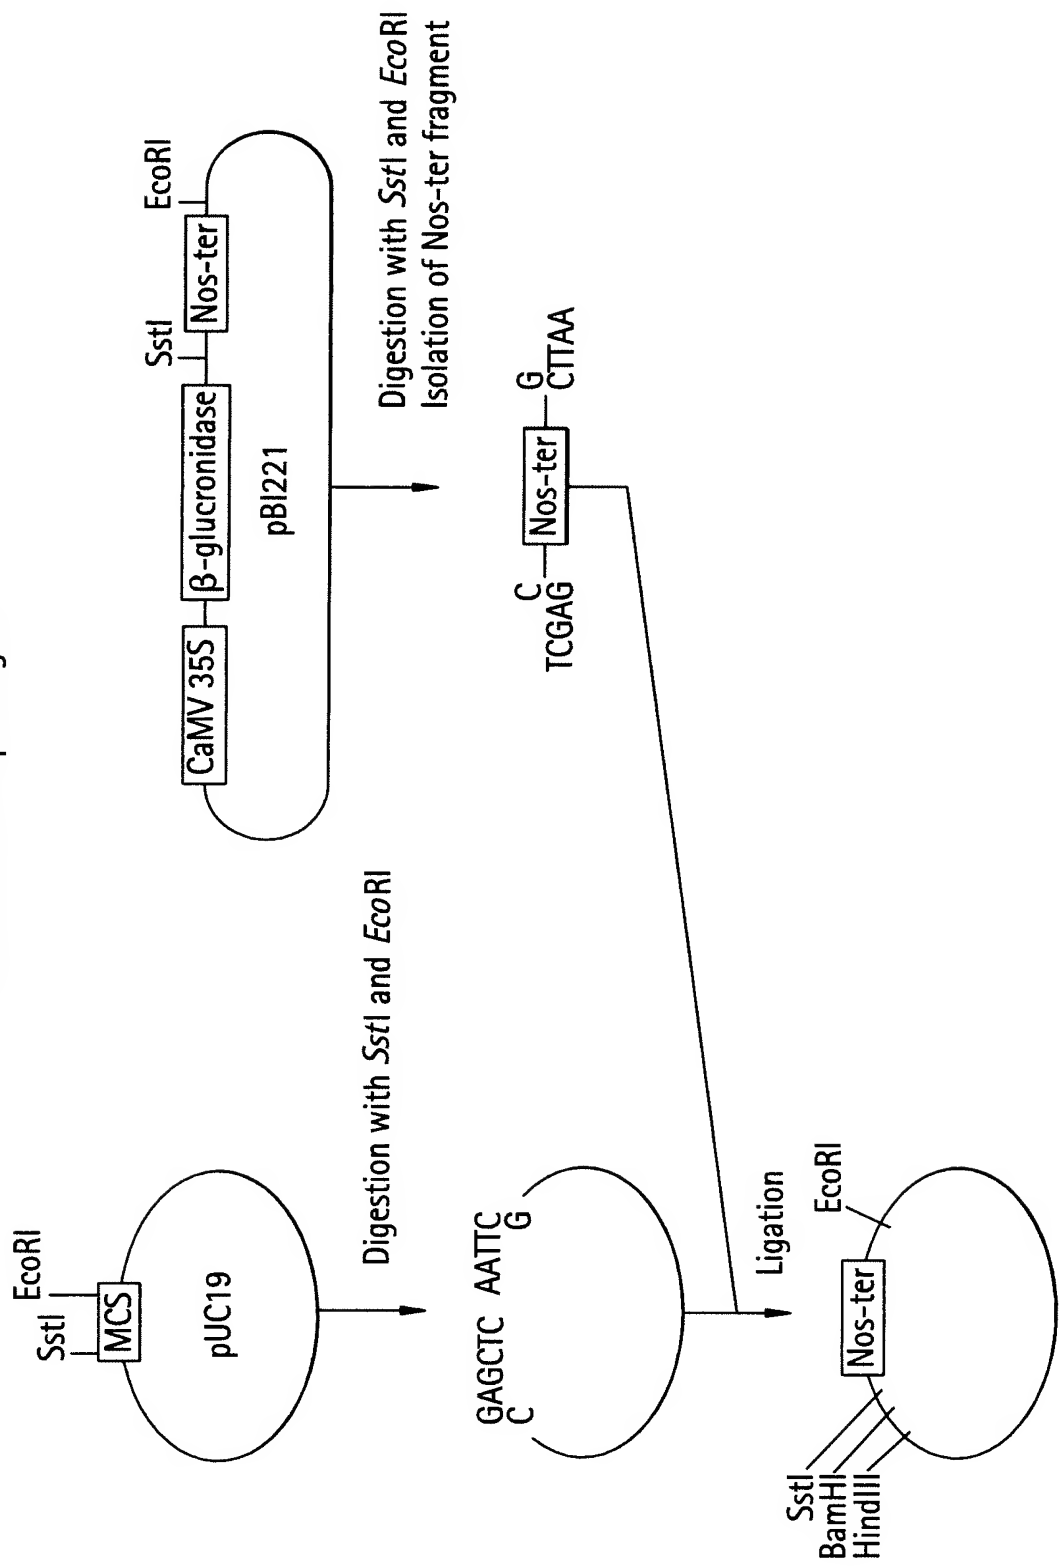 SstI
EcoRI
MCS
pUC19
Digestion with SstI and EcoRI
GAGCTC AATTC
C G
CaMV 35S
β-glucronidase
SstI
Nos-ter
EcoRI
pBI221
Digestion with SstI and EcoRI
Isolation of Nos-ter fragment
C
TCGAG
Nos-ter
G
CTTAA
Ligation
SstI
BamHI
HindIII
Nos-ter
EcoRI